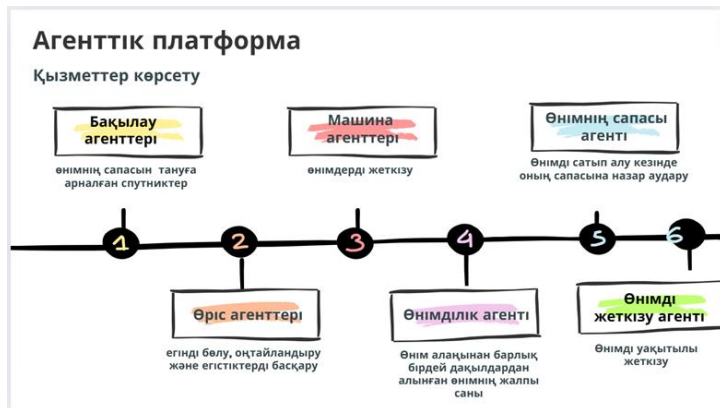 Агенттік платформа
Қызметтер көрсету
Бақылау
агенттері
өнімнің сапасын тануға
арналған спутниктер
Машина
агенттері
өнімдерді жеткізу
Өнімнің сапасы
агенті
Өнімді сатып алу кезінде
оның сапасына назар аудару
1
2
3
4
5
6
Өріс агенттері
егінді бөлу, оңтайландыру
және егістіктерді басқару
Өнімділік агенті
Өнім алаңынан барлық
бірдей дақылдардан
алынған өнімнің жалпы
саны
Өнімді
жеткізу агенті
Өнімді уақытылы
жеткізу